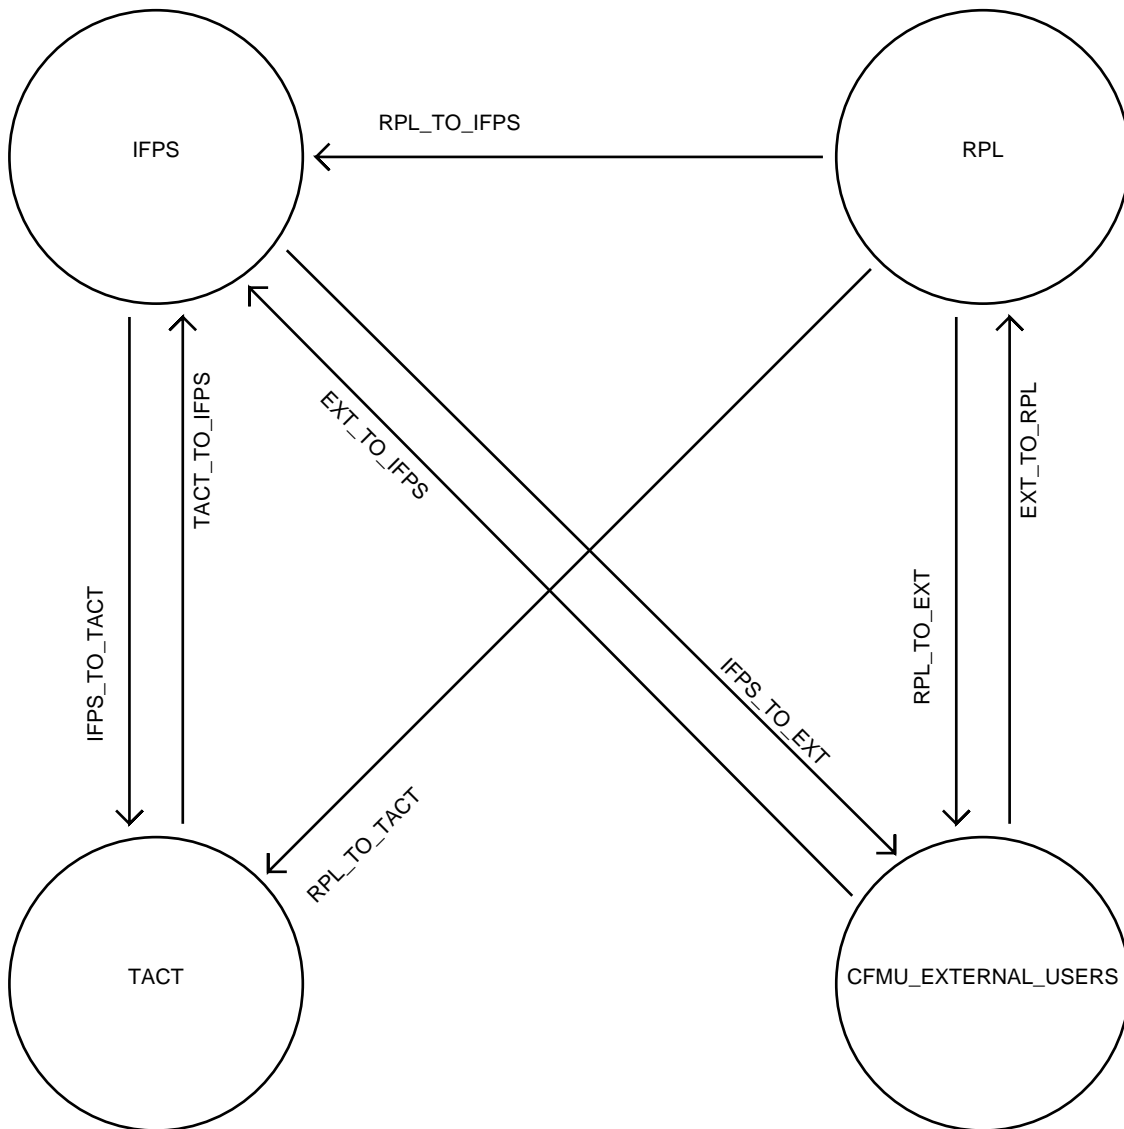 RPL_TO_IFPS
IFPS
RPL
TACT_TO_IFPS
EXT_TO_IFPS
EXT_TO_RPL
IFPS_TO_TACT
RPL_TO_EXT
IFPS_TO_EXT
RPL_TO_TACT
TACT
CFMU_EXTERNAL_USERS